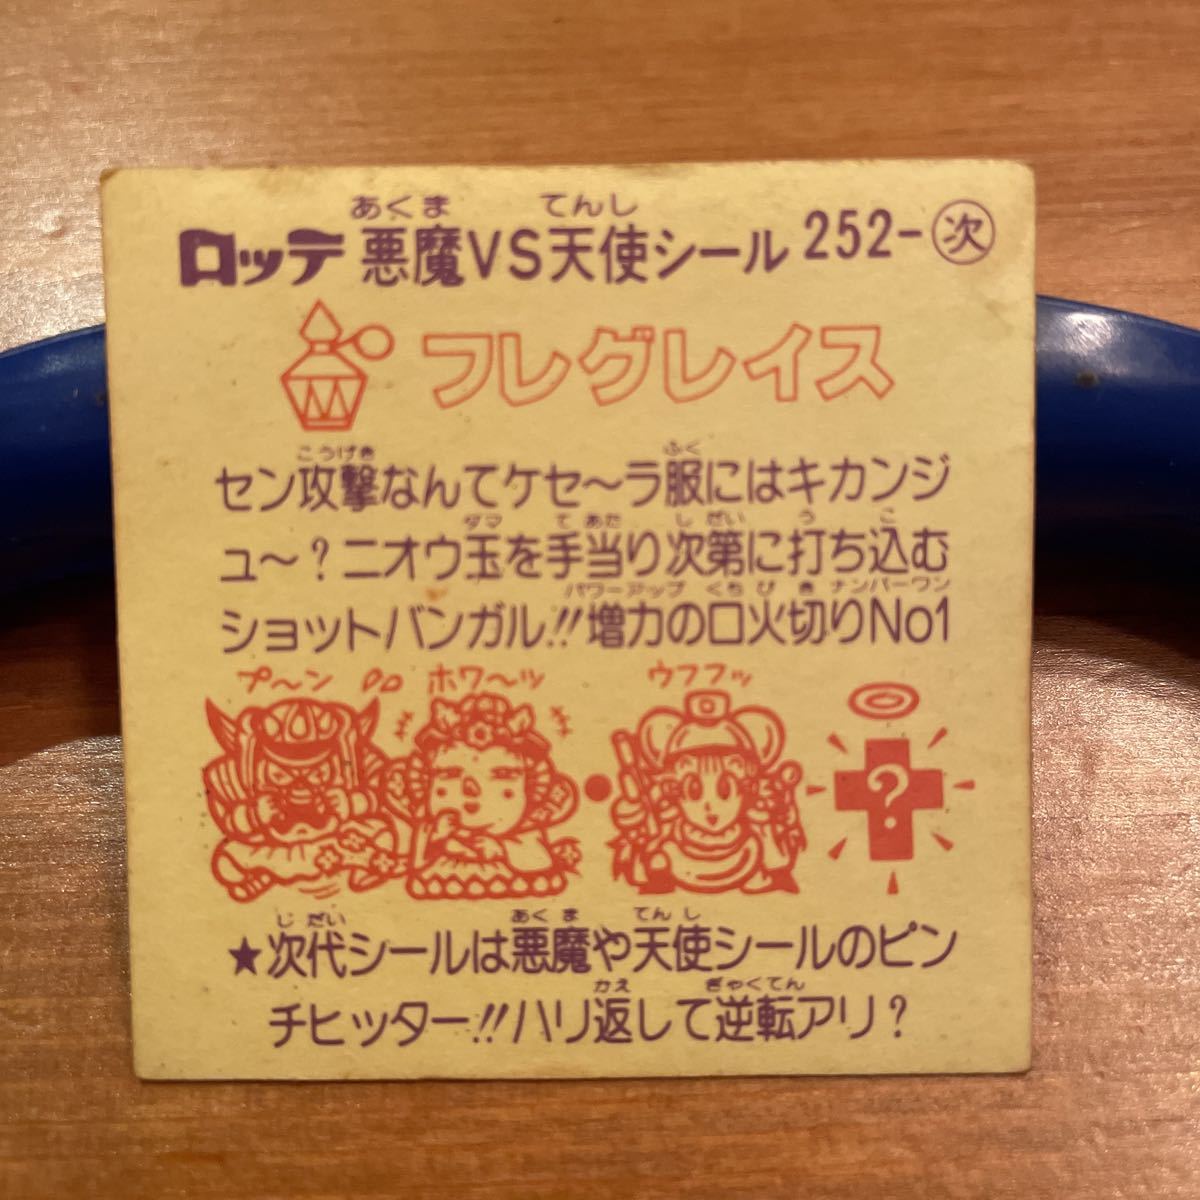 あくま てんし
ロッテ 悪魔VS天使シール 252-㊍次
フレグレイス
こうげき ふく
セン攻撃なんてケセ〜ラ服にはキカンジ
ダマ て あた し だい う こ
ュ〜?ニオウ玉を手当り次第に打ち込む
パワーアップ くち び き ナンバーワン
ショットバンガル!!増力の口火切りNo1
プ〜ン ホワ〜ッ ウフフッ
?
じ だい あく ま てん し
★次代シールは悪魔や天使シールのピン
かえ ぎゃくてん
チヒッター!!ハリ返して逆転アリ?